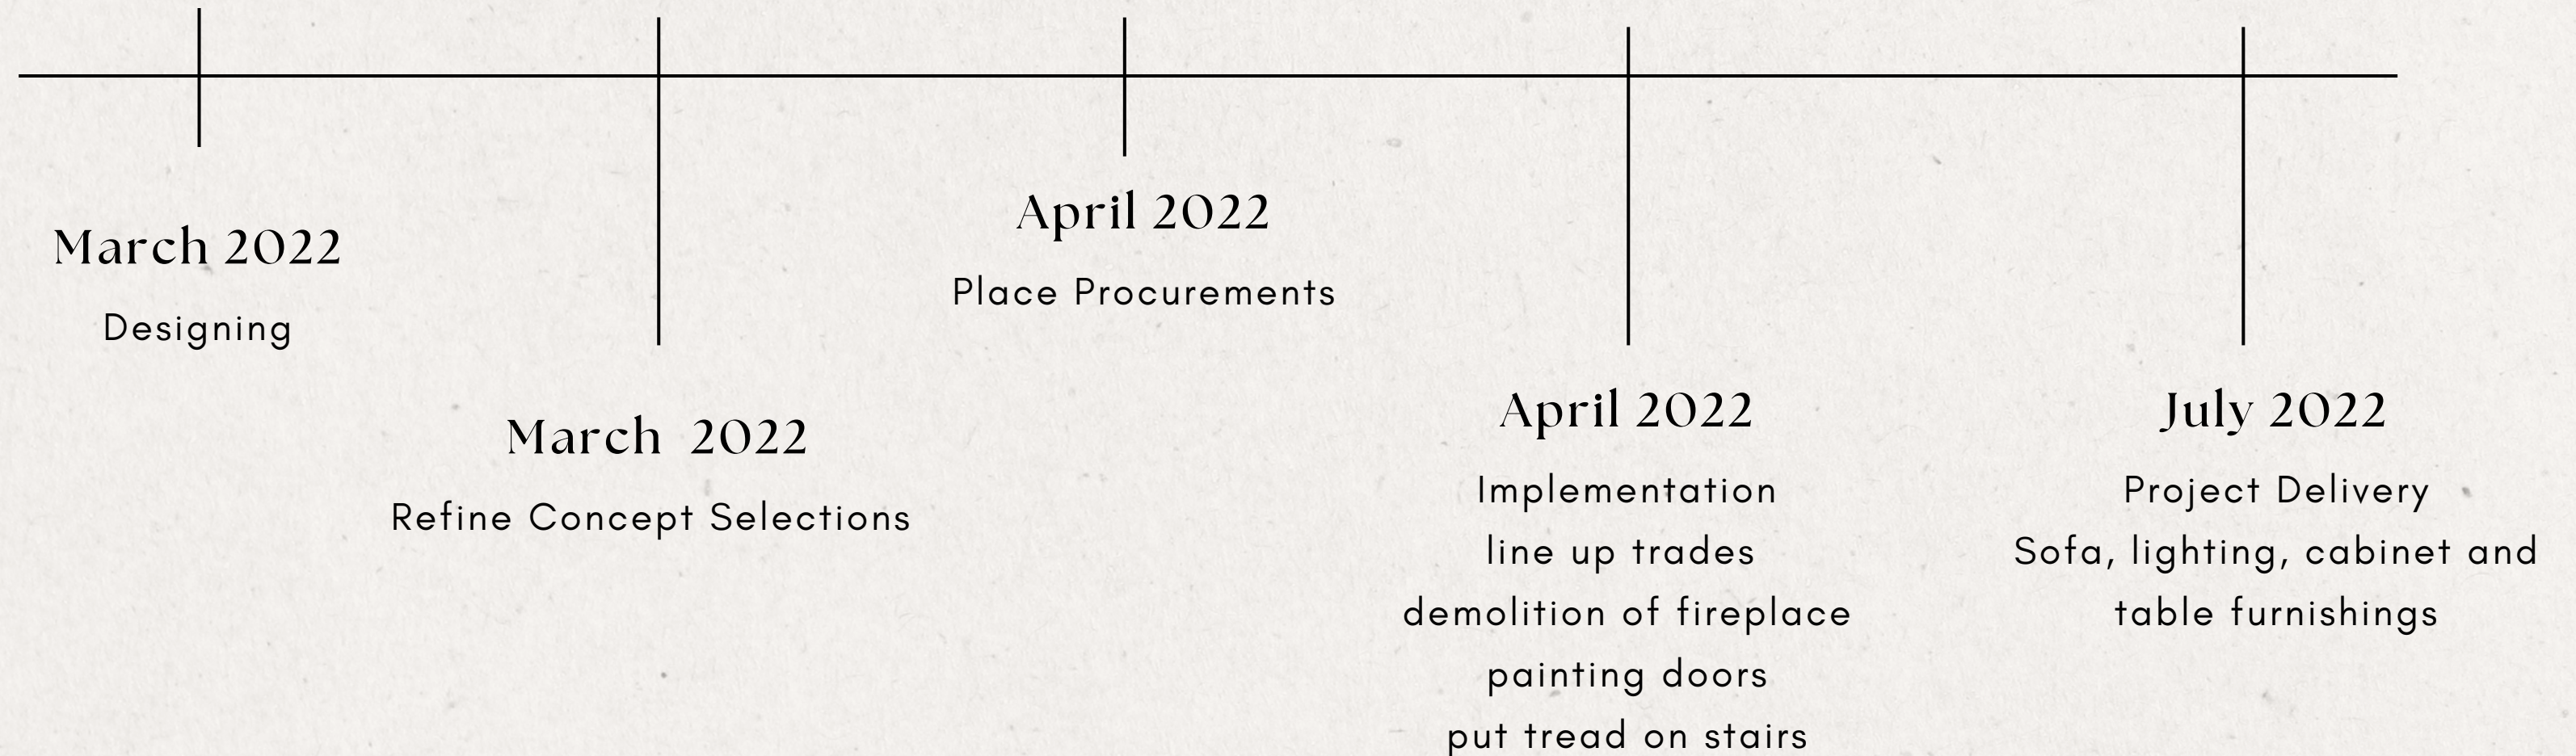 March 2022
Designing
March 2022
Refine Concept Selections
April 2022
Place Procurements
April 2022
Implementation
line up trades
demolition of fireplace
painting doors
put tread on stairs
July 2022
Project Delivery
Sofa, lighting, cabinet and
table furnishings